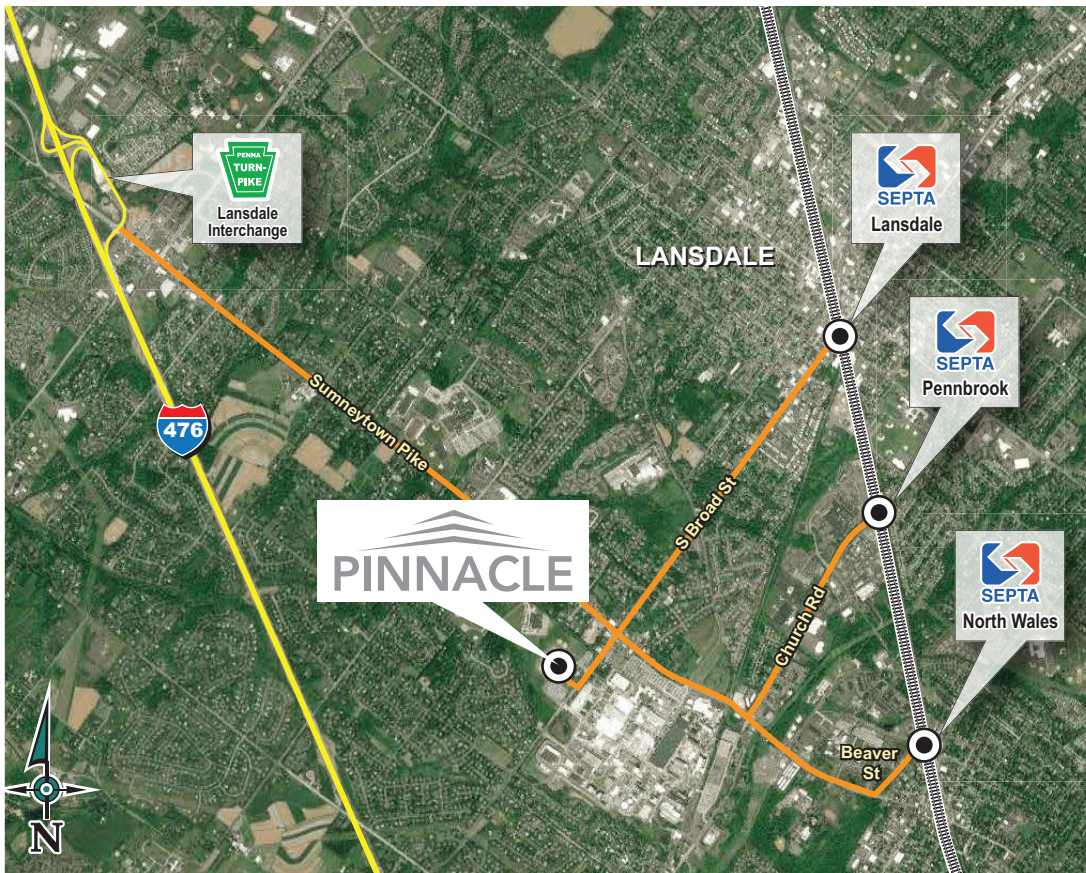 PENNA
TURN-
PIKE
Lansdale
Interchange
SEPTA
Lansdale
LANSDALE
SEPTA
Pennbrook
Sumneytown Pike
476
S Broad St
PINNACLE
SEPTA
North Wales
Church Rd
Beaver
St
N